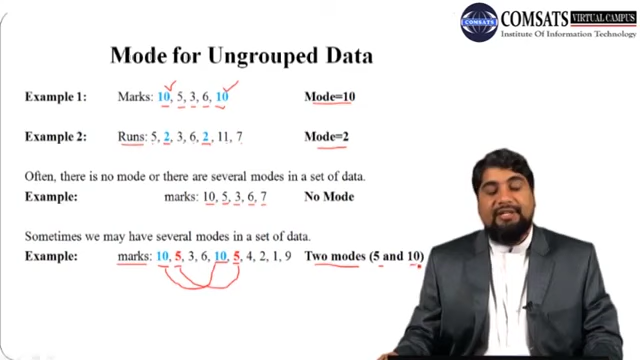 COMSATS VIRTUAL CAMPUS
Institute Of Information Technology
Mode for Ungrouped Data
Example 1: Marks: 10, 5, 3, 6, 10 Mode=10
Example 2: Runs: 5, 2, 3, 6, 2, 11, 7 Mode=2
Often, there is no mode or there are several modes in a set of data.
Example: marks: 10, 5, 3, 6, 7 No Mode
Sometimes we may have several modes in a set of data.
Example: marks: 10, 5, 3, 6, 10, 5, 4, 2, 1, 9 Two modes (5 and 10)